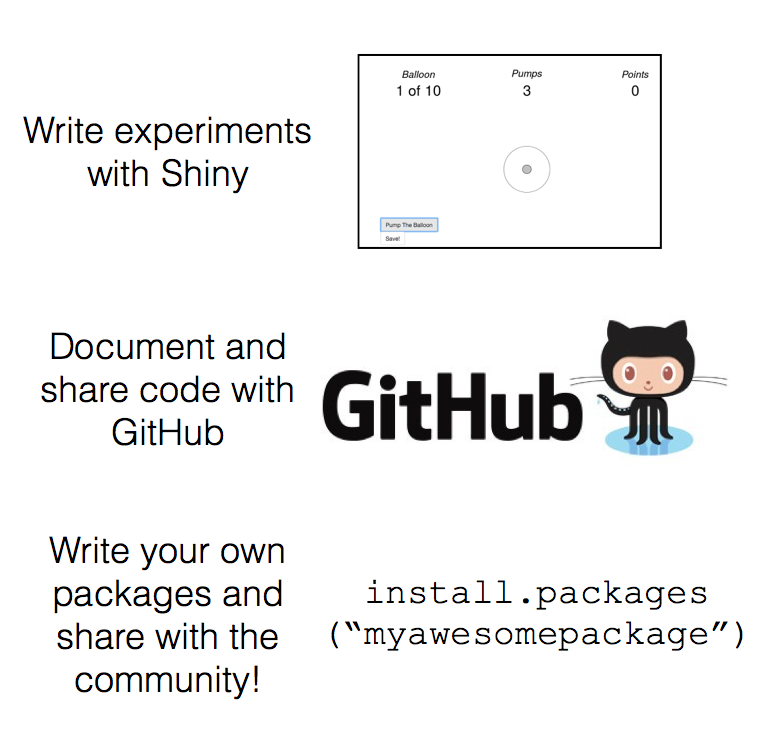 Write experiments
with Shiny
Balloon Pumps Points
1 of 10 3 0
Pump The Balloon
Save!
Document and
share code with
GitHub
GitHub
Write your own
packages and
share with the
community!
install.packages
(“myawesomepackage”)